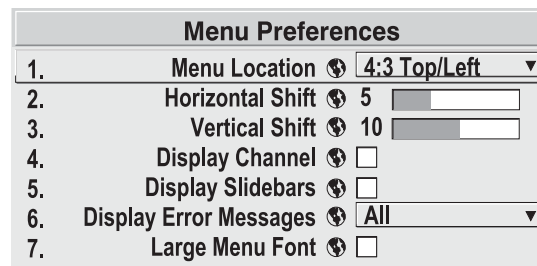 Menu Preferences
1. Menu Location 4:3 Top/Left
2. Horizontal Shift 5
3. Vertical Shift 10
4. Display Channel
5. Display Slidebars
6. Display Error Messages All
7. Large Menu Font